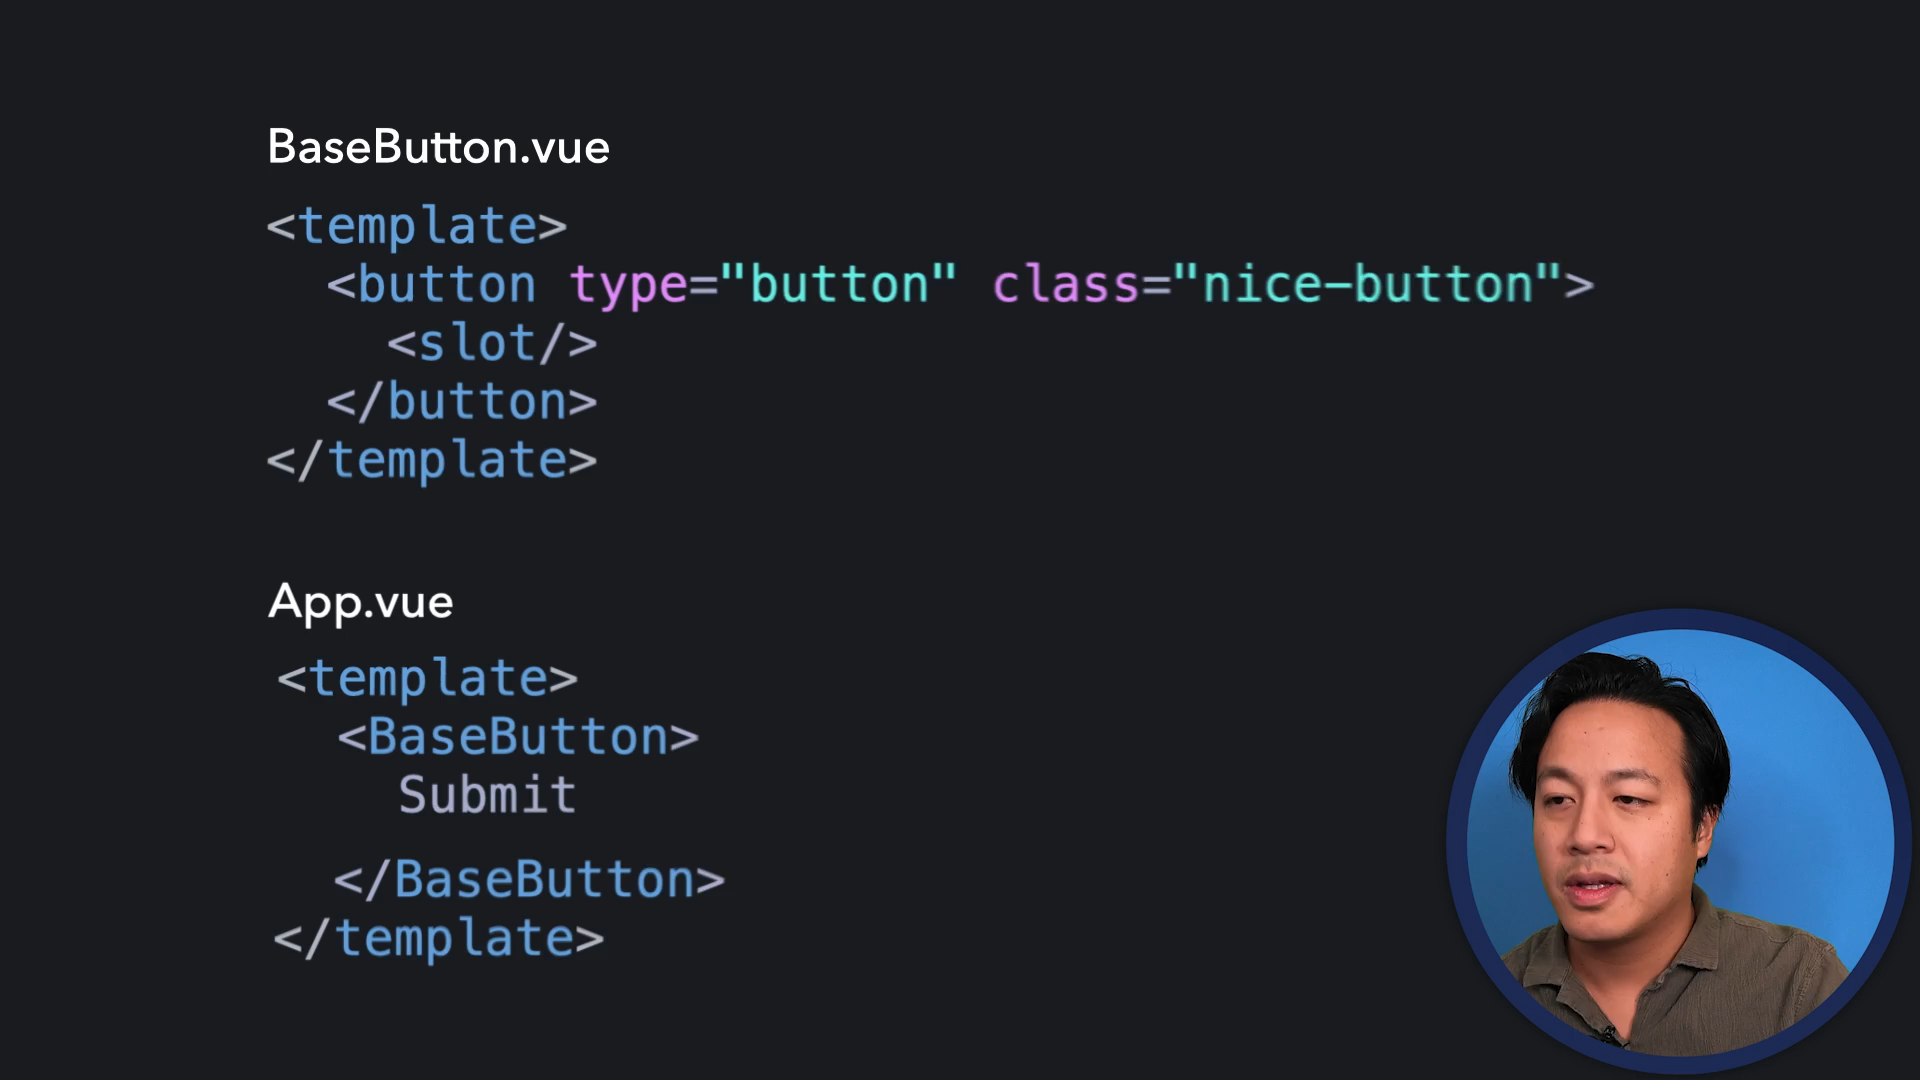 BaseButton.vue
<template>
<button type="button" class="nice-button">
<slot/>
</button>
</template>
App.vue
<template>
<BaseButton>
Submit
</BaseButton>
</template>